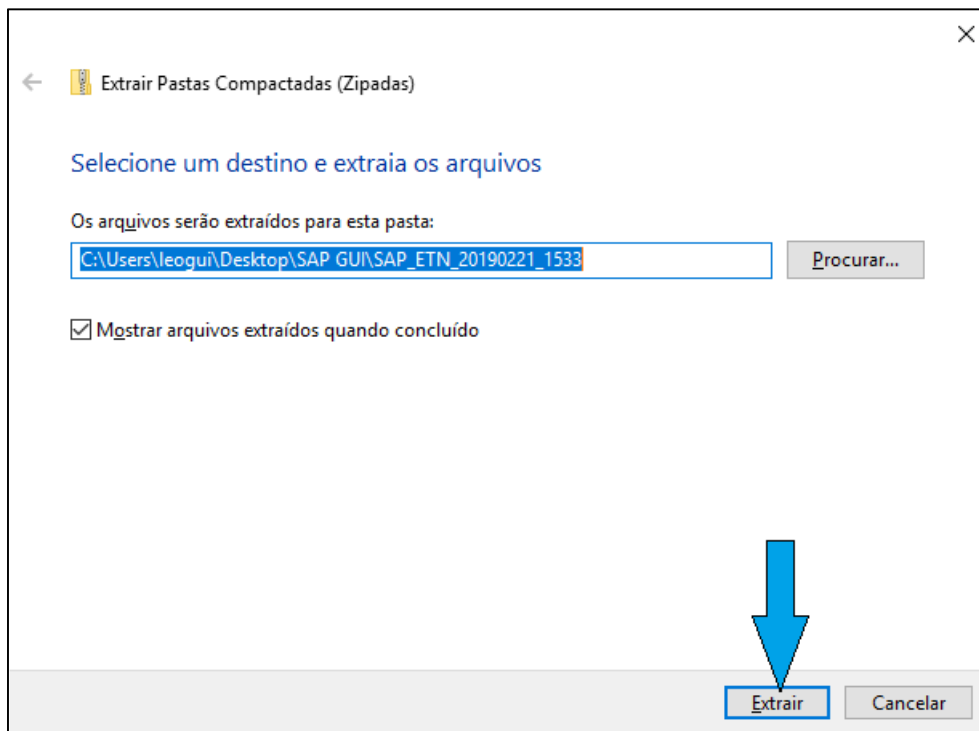 Extrair Pastas Compactadas (Zipadas)
Selecione um destino e extraia os arquivos
Os arquivos serão extraídos para esta pasta:
C:\Users\leogui\Desktop\SAP GUI\SAP_ETN_20190221_1533
Procurar...
Mostrar arquivos extraídos quando concluído
Extrair
Cancelar